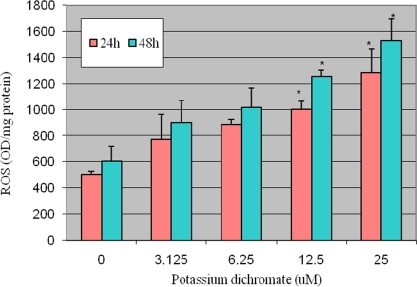 1800
1600
1400
1200
1000
800
600
400
200
0
ROS (OD/mg protein)
24h 48h
* * * *
0 3.125 6.25 12.5 25
Potassium dichromate (uM)